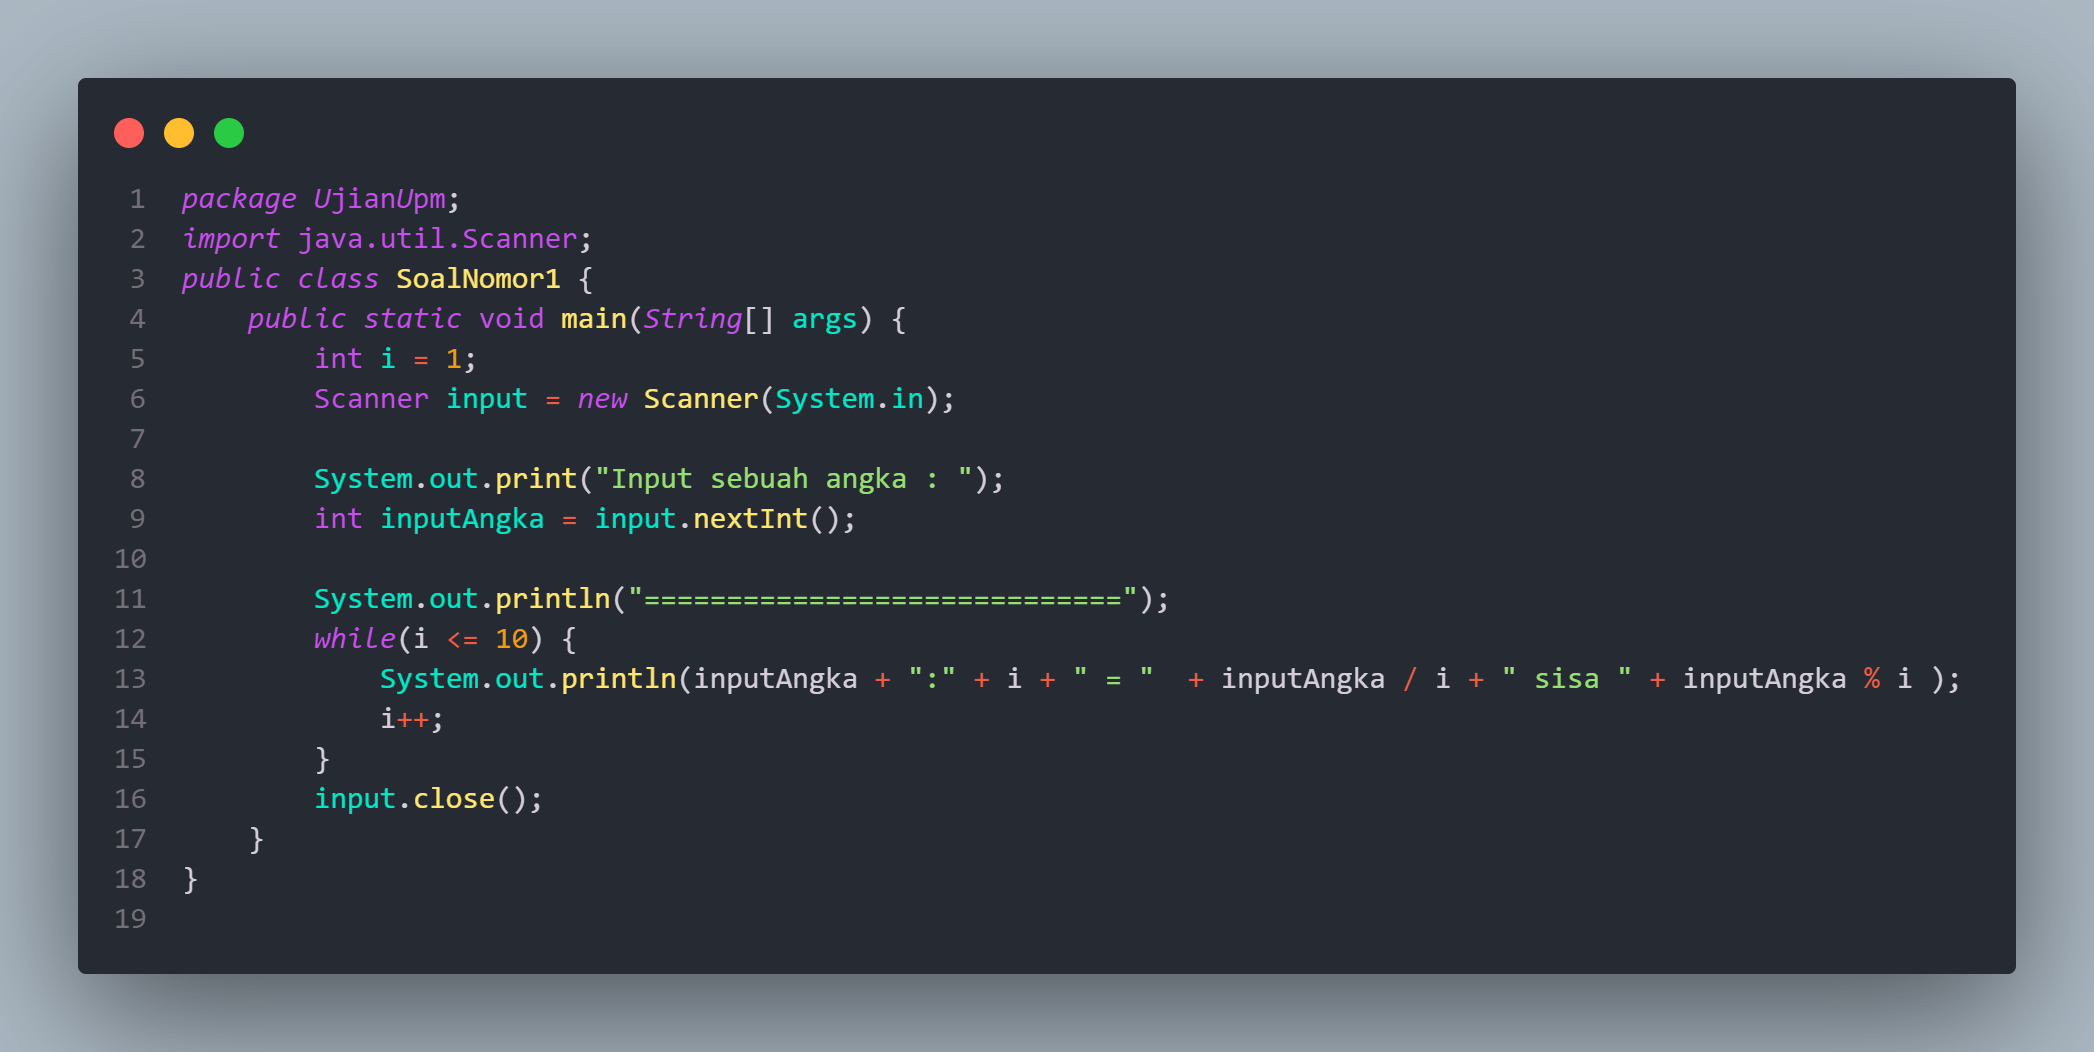 1 package UjianUpm;
2 import java.util.Scanner;
3 public class SoalNomor1 {
4     public static void main(String[] args) {
5         int i = 1;
6         Scanner input = new Scanner(System.in);
7
8         System.out.print("Input sebuah angka : ");
9         int inputAngka = input.nextInt();
10
11         System.out.println("=============================");
12         while(i <= 10) {
13             System.out.println(inputAngka + ":" + i + " = "  + inputAngka / i + " sisa " + inputAngka % i );
14             i++;
15         }
16         input.close();
17     }
18 }
19